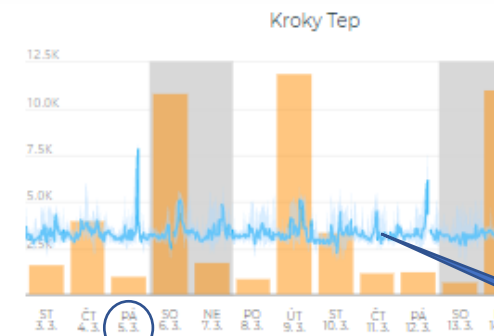 Kroky Tep
12.5K
10.0K
7.5K
5.0K
2.5K
ST ČT PÁ SO NE PO ÚT ST ČT PÁ SO
3.3. 4.3. 5.3. 6.3. 7.3. 8.3. 9.3. 10.3. 11.3. 12.3. 13.3.